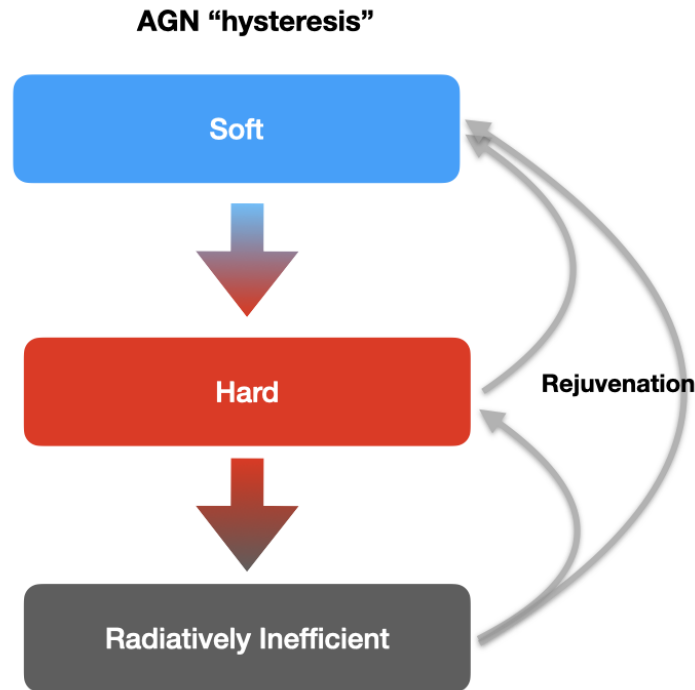 AGN “hysteresis”
Soft
Hard
Rejuvenation
Radiatively Inefficient